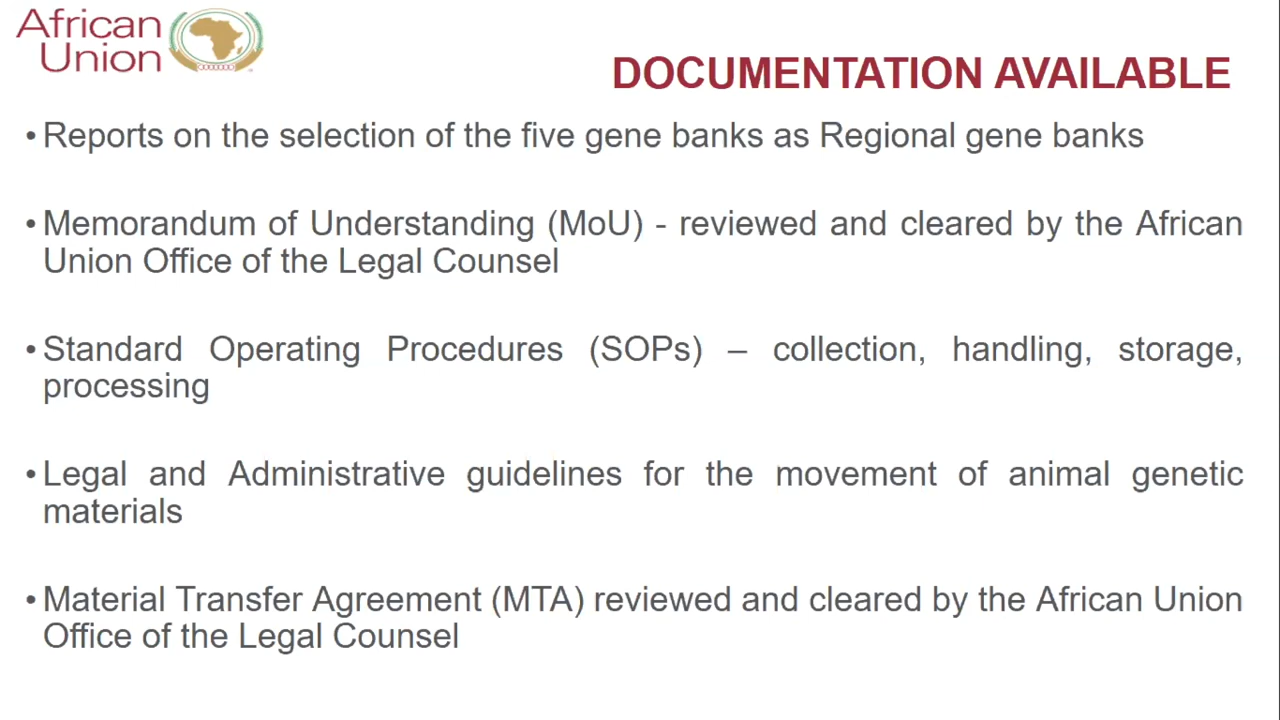 African
Union
DOCUMENTATION AVAILABLE
• Reports on the selection of the five gene banks as Regional gene banks
• Memorandum of Understanding (MoU) - reviewed and cleared by the African
Union Office of the Legal Counsel
• Standard Operating Procedures (SOPs) – collection, handling, storage,
processing
• Legal and Administrative guidelines for the movement of animal genetic
materials
• Material Transfer Agreement (MTA) reviewed and cleared by the African Union
Office of the Legal Counsel